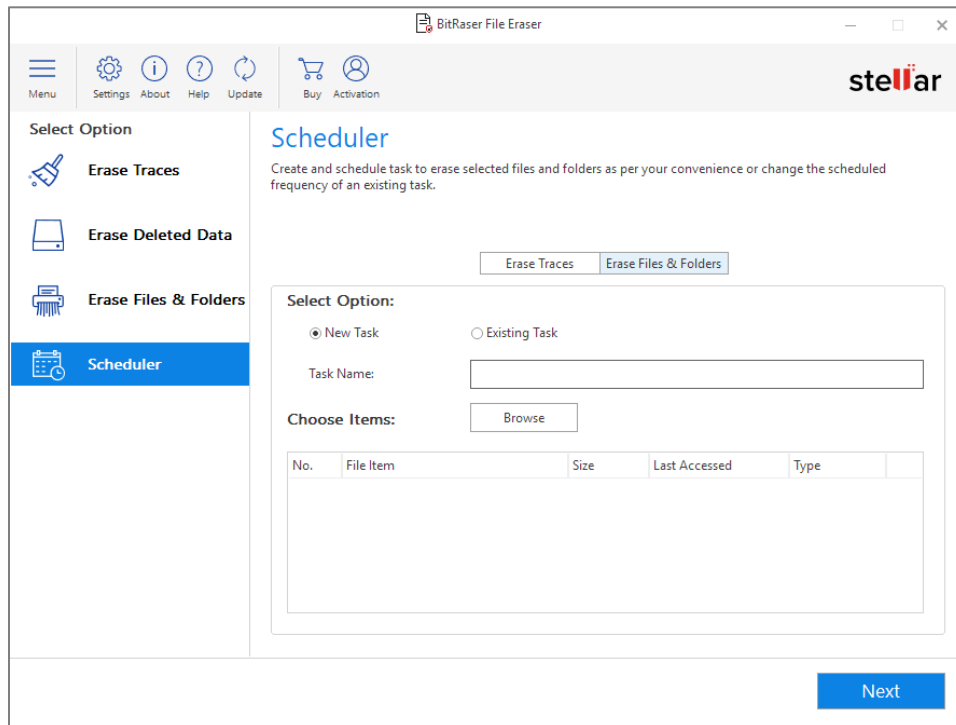 BitRaser File Eraser
Menu Settings About Help Update Buy Activation
stellar
Select Option
Erase Traces
Erase Deleted Data
Erase Files & Folders
Scheduler
Scheduler
Create and schedule task to erase selected files and folders as per your convenience or change the scheduled
frequency of an existing task.
Erase Traces Erase Files & Folders
Select Option:
New Task Existing Task
Task Name:
Choose Items: Browse
No. File Item Size Last Accessed Type
Next